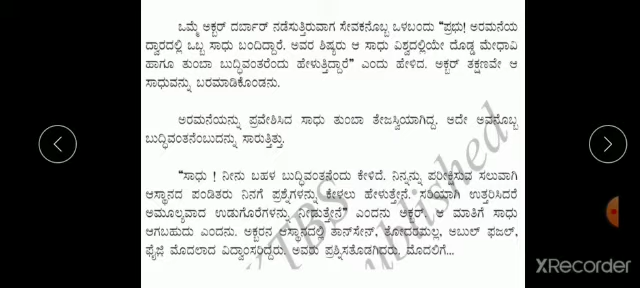 ಒಮ್ಮೆ ಅಕ್ಬರ್ ದರ್ಬಾರ್ ನಡೆಸುತ್ತಿರುವಾಗ ಸೇವಕನೊಬ್ಬ ಒಳಬಂದು "ಪ್ರಭು! ಅರಮನೆಯ
ದ್ವಾರದಲ್ಲಿ ಒಬ್ಬ ಸಾಧು ಬಂದಿದ್ದಾರೆ. ಅವರ ಶಿಷ್ಯರು ಆ ಸಾಧು ವಿಶ್ವದಲ್ಲಿಯೇ ದೊಡ್ಡ ಮೇಧಾವಿ
ಹಾಗೂ ತುಂಬಾ ಬುದ್ಧಿವಂತರೆಂದು ಹೇಳುತ್ತಿದ್ದಾರೆ" ಎಂದು ಹೇಳಿದ. ಅಕ್ಬರ್ ತಕ್ಷಣವೇ ಆ
ಸಾಧುವನ್ನು ಬರಮಾಡಿಕೊಂಡನು.
ಅರಮನೆಯನ್ನು ಪ್ರವೇಶಿಸಿದ ಸಾಧು ತುಂಬಾ ತೇಜಸ್ವಿಯಾಗಿದ್ದ. ಅದೇ ಅವನೊಬ್ಬ
ಬುದ್ಧಿವಂತನೆಂಬುದನ್ನು ಸಾರುತ್ತಿತ್ತು.
"ಸಾಧು ! ನೀನು ಬಹಳ ಬುದ್ಧಿವಂತನೆಂದು ಕೇಳಿದೆ. ನಿನ್ನನ್ನು ಪರೀಕ್ಷಿಸುವ ಸಲುವಾಗಿ
ಆಸ್ಥಾನದ ಪಂಡಿತರು ನಿನಗೆ ಪ್ರಶ್ನೆಗಳನ್ನು ಕೇಳಲು ಹೇಳುತ್ತೇನೆ. ಸರಿಯಾಗಿ ಉತ್ತರಿಸಿದರೆ
ಅಮೂಲ್ಯವಾದ ಉಡುಗೊರೆಗಳನ್ನು ನೀಡುತ್ತೇನೆ" ಎಂದನು ಅಕ್ಬರ್. ಆ ಮಾತಿಗೆ ಸಾಧು
ಆಗಬಹುದು ಎಂದನು. ಅಕ್ಬರನ ಆಸ್ಥಾನದಲ್ಲಿ ತಾನ್‌ಸೇನ್, ತೋದರಮಲ್ಲ, ಅಬುಲ್ ಫಜಲ್,
ಫೈಜಿ ಮೊದಲಾದ ವಿದ್ವಾಂಸರಿದ್ದರು. ಅವರು ಪ್ರಶ್ನಿಸತೊಡಗಿದರು. ಮೊದಲಿಗೆ...
TBS
published
XRecorder